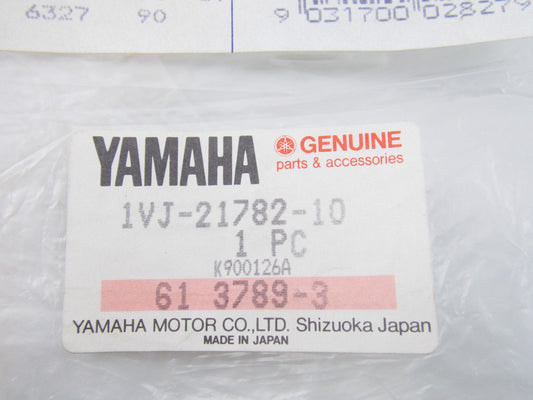 6327 90
9 031700 028279
YAMAHA GENUINE
parts & accessories
1VJ-21782-10
1 PC
K900126A
61 3789-3
YAMAHA MOTOR CO.,LTD. Shizuoka Japan
MADE IN JAPAN